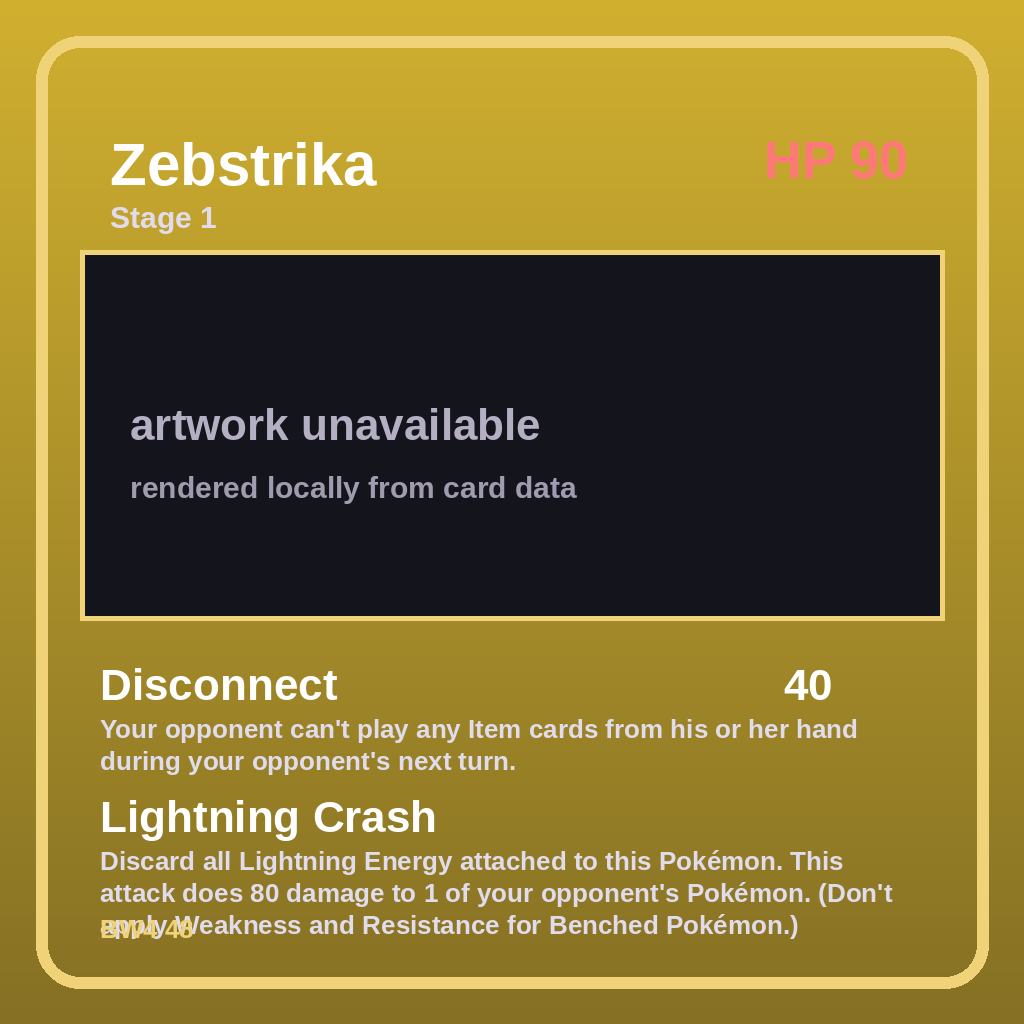 Zebstrika
HP 90
Stage 1
artwork unavailable
rendered locally from card data
Disconnect
40
Your opponent can't play any Item cards from his or her hand
during your opponent's next turn.
Lightning Crash
Discard all Lightning Energy attached to this Pokémon. This
attack does 80 damage to 1 of your opponent's Pokémon. (Don't
apply Weakness and Resistance for Benched Pokémon.)
BW4 48